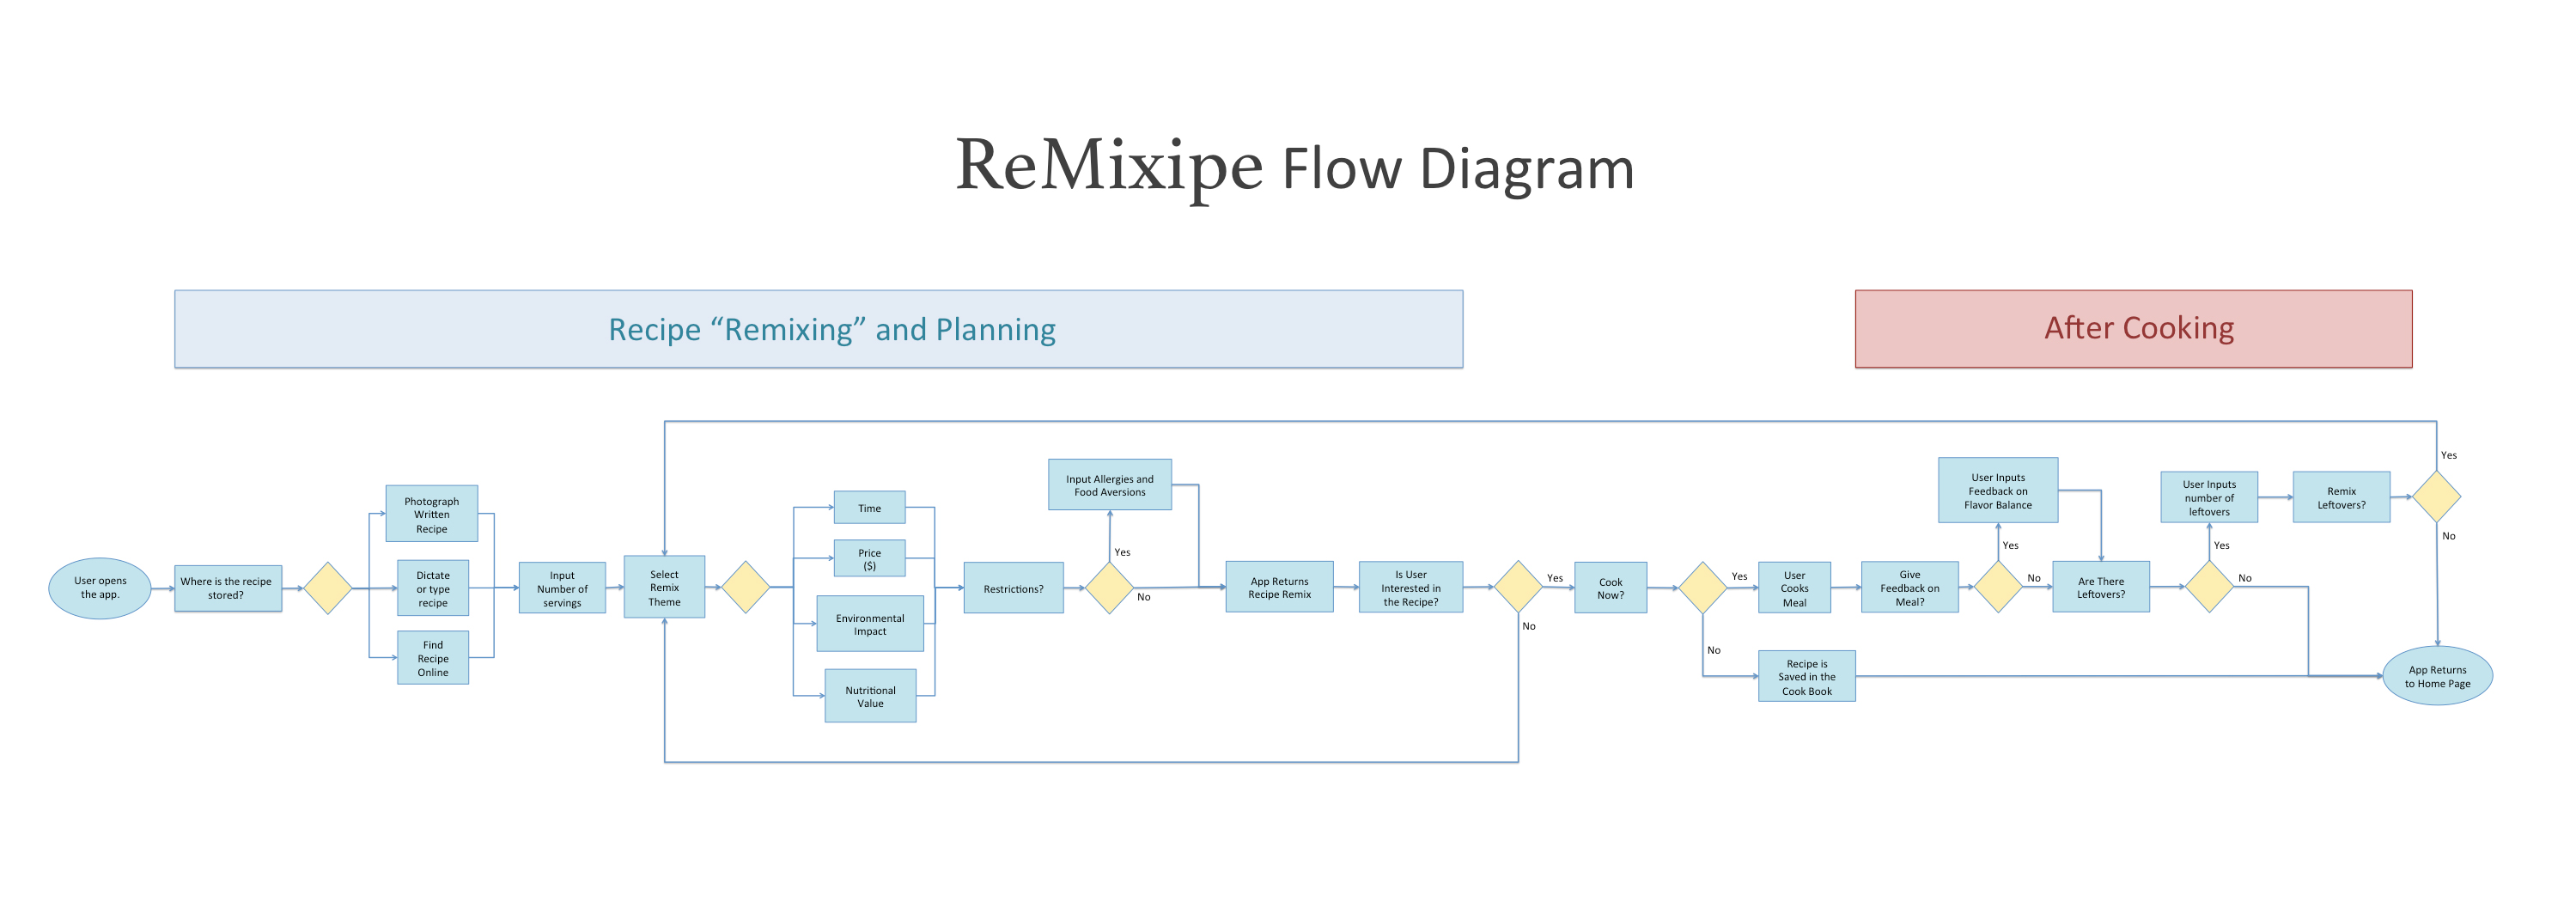 ReMixipe Flow Diagram
Recipe “Remixing” and Planning
After Cooking
User opens
the app.
Where is the recipe
stored?
Photograph
Written
Recipe
Dictate
or type
recipe
Find
Recipe
Online
Input
Number of
servings
Select
Remix
Theme
Time
Price
($)
Environmental
Impact
Nutritional
Value
Restrictions?
Input Allergies and
Food Aversions
Yes
No
App Returns
Recipe Remix
Is User
Interested in
the Recipe?
Yes
No
Cook
Now?
Yes
No
User
Cooks
Meal
Recipe is
Saved in the
Cook Book
Give
Feedback on
Meal?
User Inputs
Feedback on
Flavor Balance
Yes
No
Are There
Leftovers?
User Inputs
number of
leftovers
Yes
No
Remix
Leftovers?
Yes
No
App Returns
to Home Page